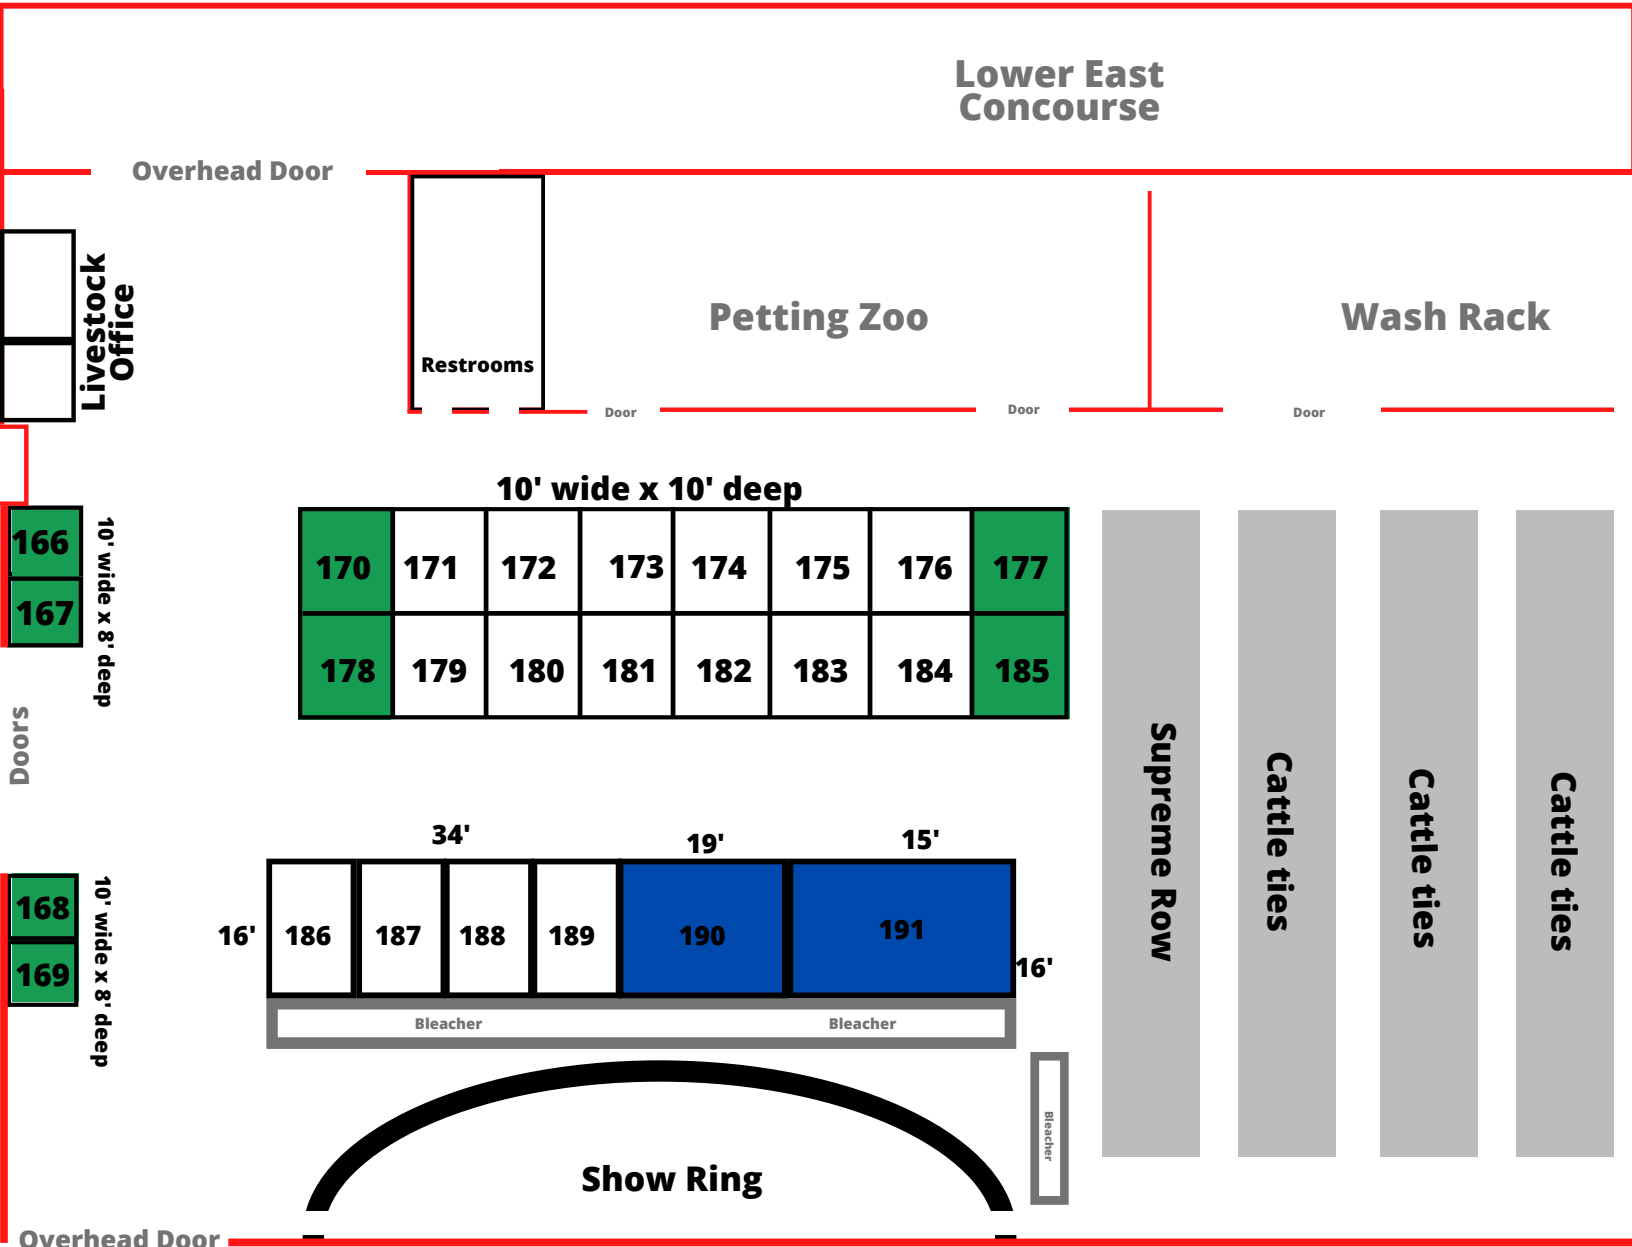 Lower East
Concourse
Overhead Door
Livestock
Office
Restrooms
Petting Zoo
Wash Rack
Door
Door
Door
10' wide x 10' deep
166
167
10' wide x 8' deep
170
171
172
173
174
175
176
177
178
179
180
181
182
183
184
185
Doors
Supreme Row
Cattle ties
Cattle ties
Cattle ties
34'
19'
15'
168
169
10' wide x 8' deep
16'
186
187
188
189
190
191
16'
Bleacher
Bleacher
Bleacher
Show Ring
Overhead Door